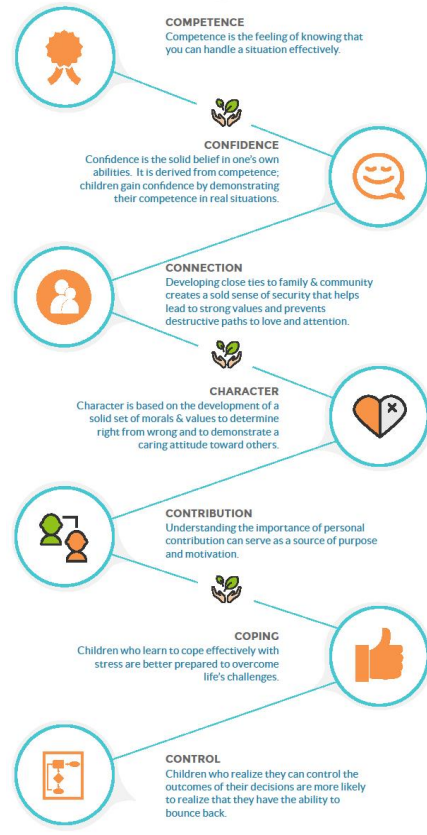 COMPETENCE
Competence is the feeling of knowing that
you can handle a situation effectively.
CONFIDENCE
Confidence is the solid belief in one's own
abilities. It is derived from competence;
children gain confidence by demonstrating
their competence in real situations.
CONNECTION
Developing close ties to family & community
creates a sold sense of security that helps
lead to strong values and prevents
destructive paths to love and attention.
CHARACTER
Character is based on the development of a
solid set of morals & values to determine
right from wrong and to demonstrate a
caring attitude toward others.
CONTRIBUTION
Understanding the importance of personal
contribution can serve as a source of purpose
and motivation.
COPING
Children who learn to cope effectively with
stress are better prepared to overcome
life's challenges.
CONTROL
Children who realize they can control the
outcomes of their decisions are more likely
to realize that they have the ability to
bounce back.